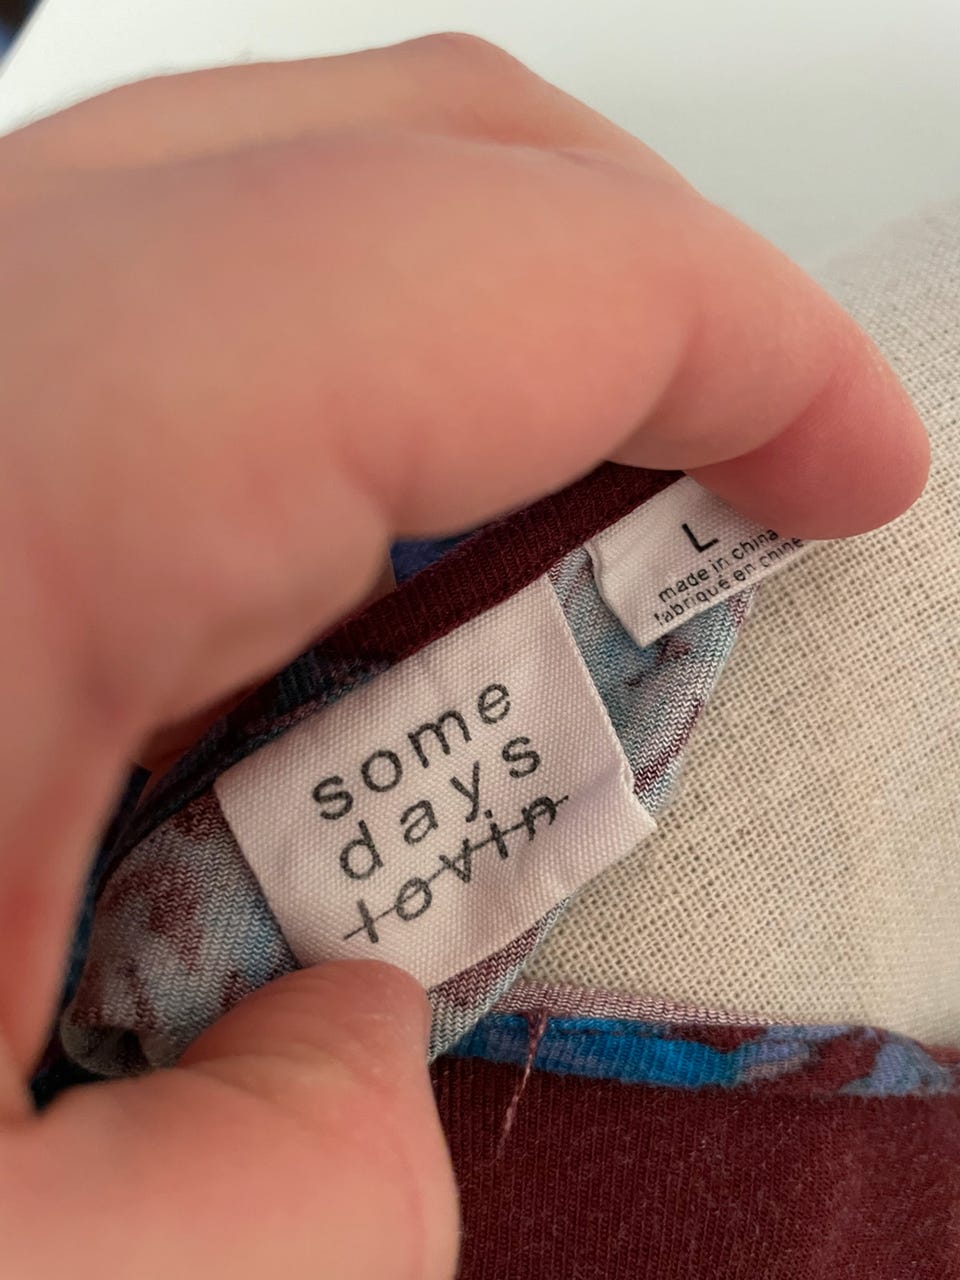 some
days
lovin
L
made in china
fabriqué en chine